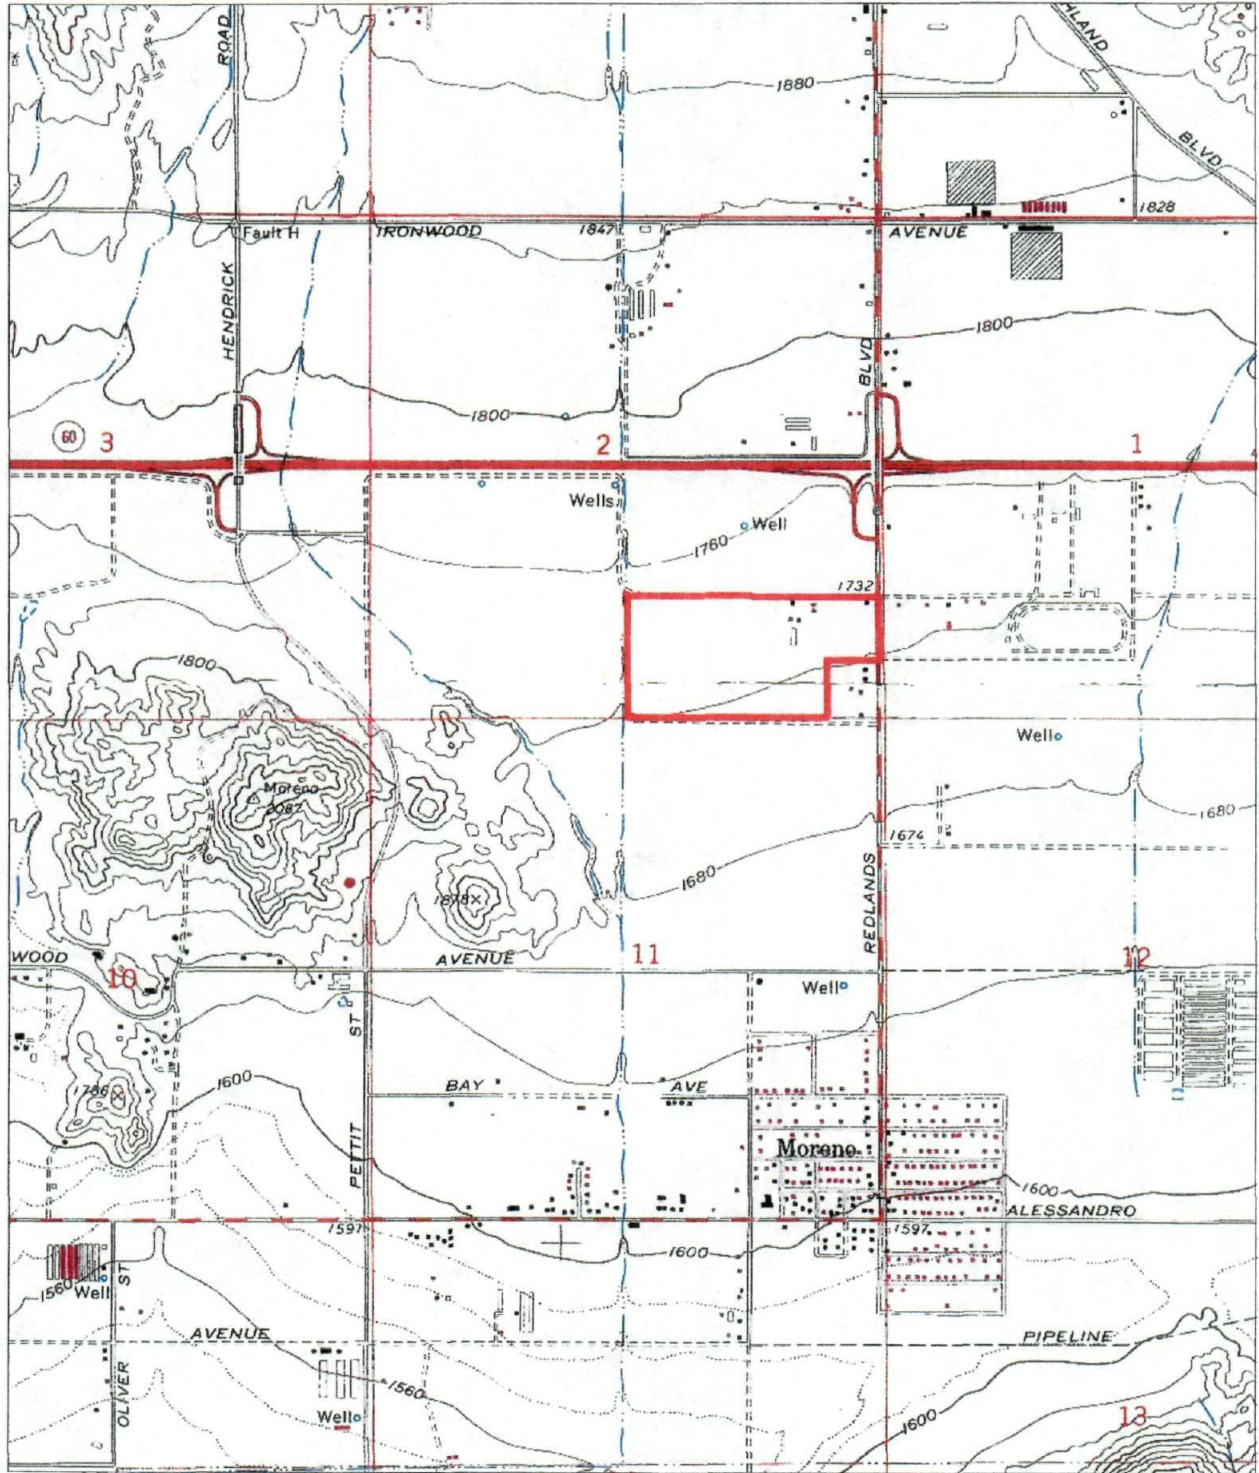 ROAD
HLAND
BLVD
1880
1828
Fault H
IRONWOOD
1847
AVENUE
HENDRICK
1800
BLVD
1800
60
3
2
1
Wells
Well
1760
1732
1800
Well
Moreno
2087
1680
1674
1680
1878
REDLANDS
WOOD
AVENUE
10
11
12
Well
ST
1786
1600
BAY
AVE
Moreno
PETTIT
1600
ALESSANDRO
1597
1597
1600
1560
Well
ST
AVENUE
PIPELINE
OLIVER
1560
1600
Well
13